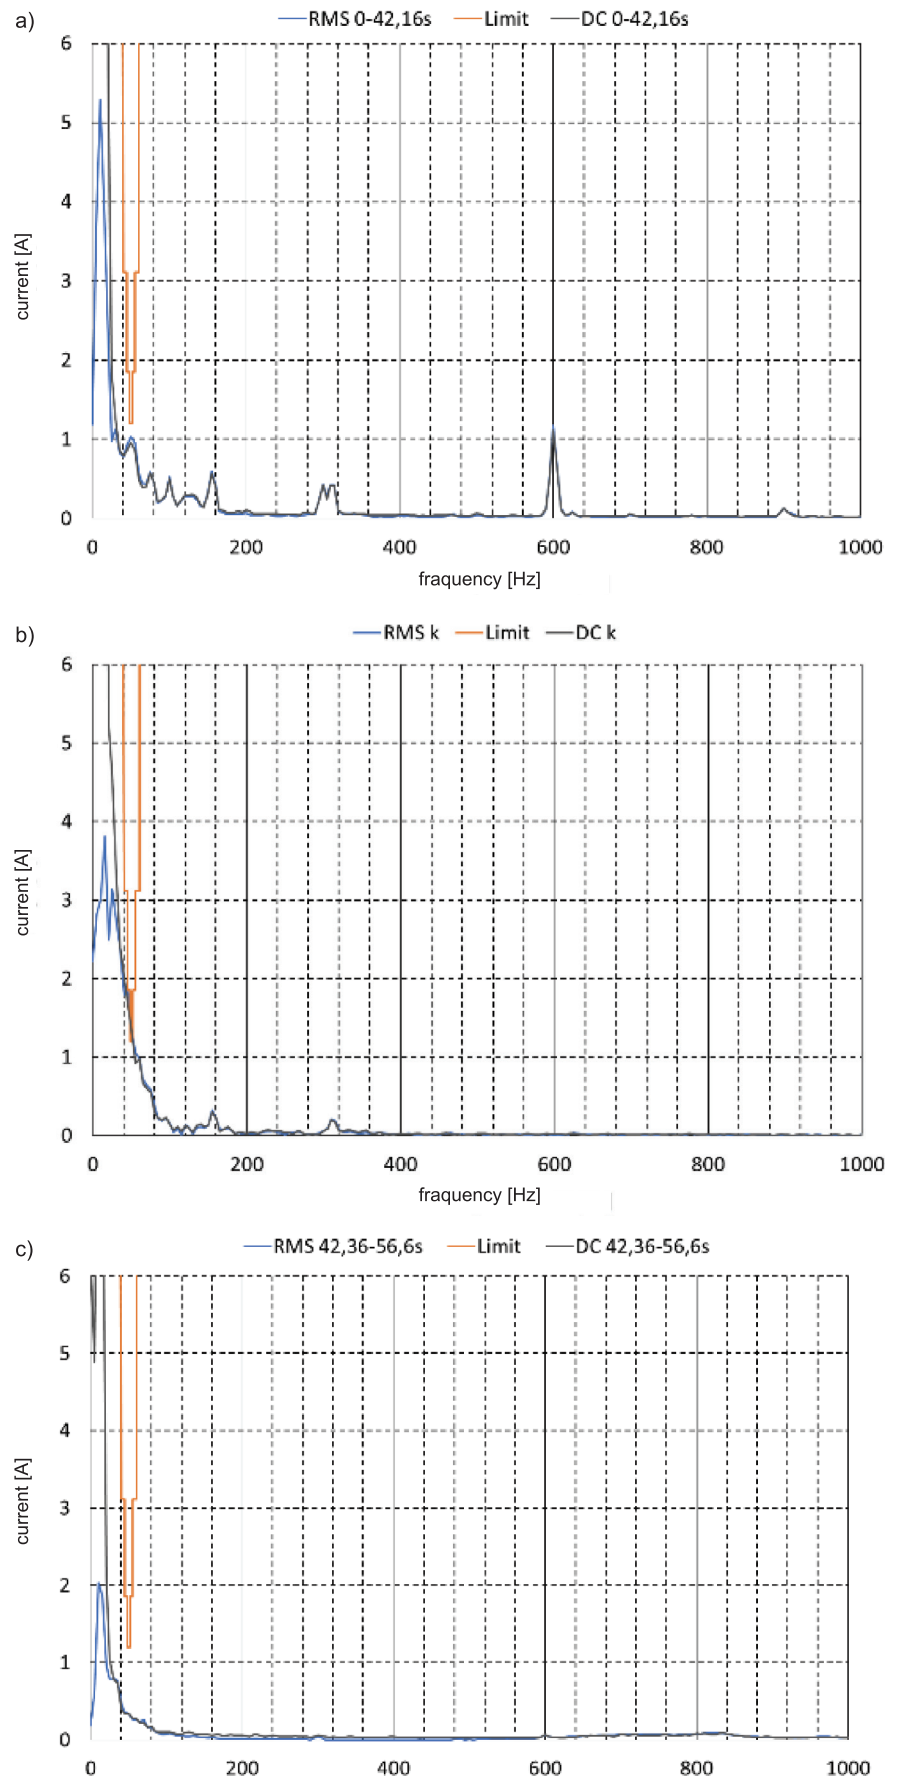 a)
RMS 0-42,16s Limit DC 0-42,16s
6
5
4
3
2
1
0
current [A]
0 200 400 600 800 1000
fraquency [Hz]
b)
RMS k Limit DC k
6
5
4
3
2
1
0
current [A]
0 200 400 600 800 1000
fraquency [Hz]
c)
RMS 42,36-56,6s Limit DC 42,36-56,6s
6
5
4
3
2
1
0
current [A]
0 200 400 600 800 1000